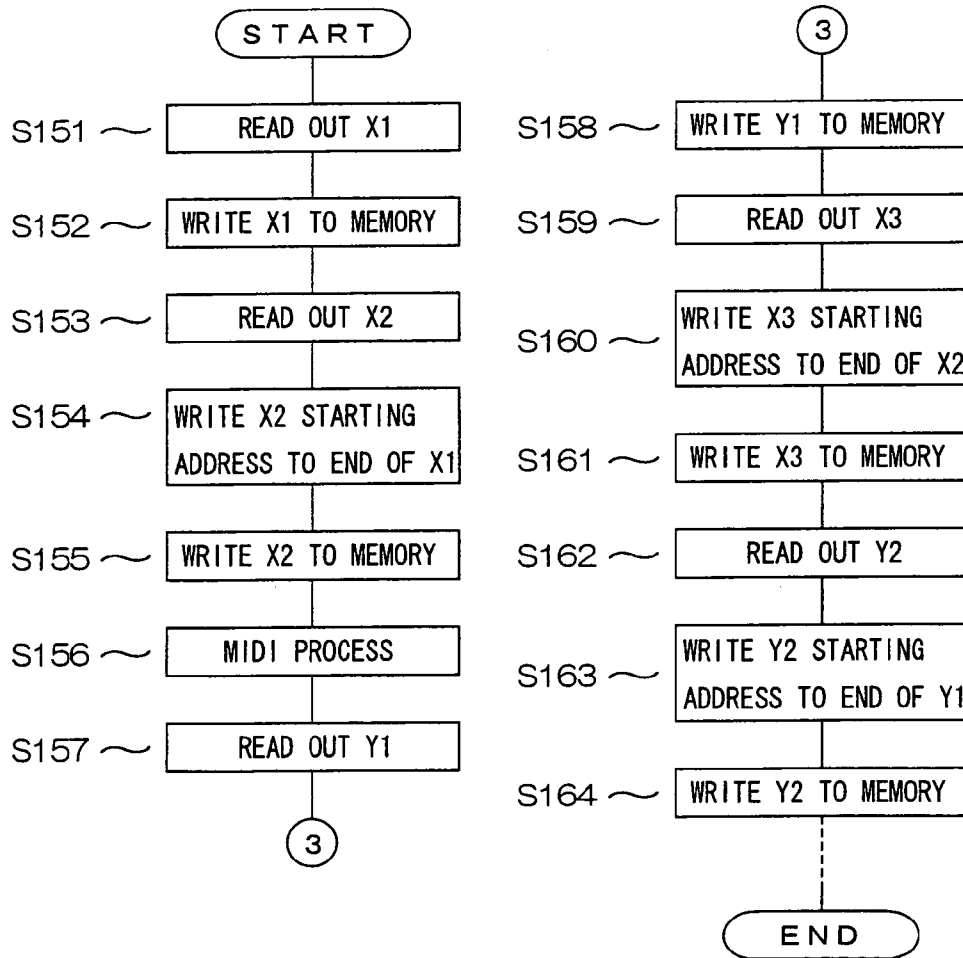 START
S151 READ OUT X1
S152 WRITE X1 TO MEMORY
S153 READ OUT X2
S154 WRITE X2 STARTING
ADDRESS TO END OF X1
S155 WRITE X2 TO MEMORY
S156 MIDI PROCESS
S157 READ OUT Y1
3
3
S158 WRITE Y1 TO MEMORY
S159 READ OUT X3
S160 WRITE X3 STARTING
ADDRESS TO END OF X2
S161 WRITE X3 TO MEMORY
S162 READ OUT Y2
S163 WRITE Y2 STARTING
ADDRESS TO END OF Y1
S164 WRITE Y2 TO MEMORY
END